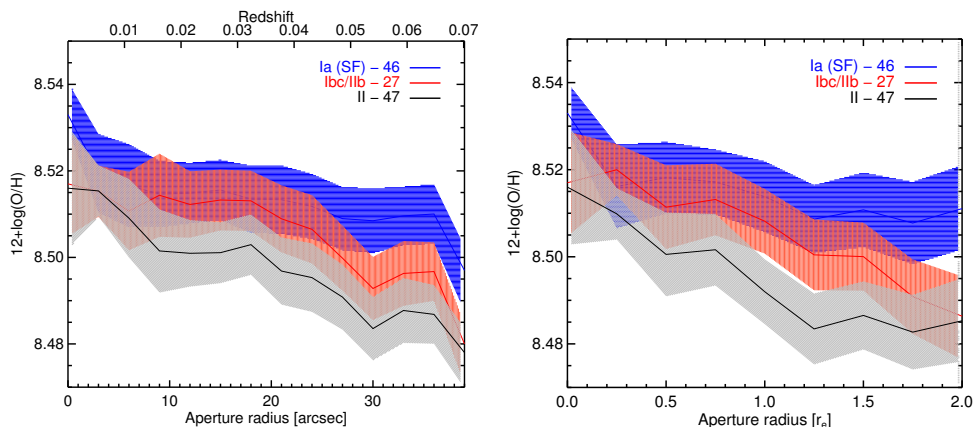 Redshift
0.01 0.02 0.03 0.04 0.05 0.06 0.07
8.54
8.52
8.50
8.48
12+log(O/H)
Ia (SF) − 46
Ibc/IIb − 27
II − 47
0 10 20 30
Aperture radius [arcsec]
8.54
8.52
8.50
8.48
12+log(O/H)
Ia (SF) − 46
Ibc/IIb − 27
II − 47
0.0 0.5 1.0 1.5 2.0
Aperture radius [re]